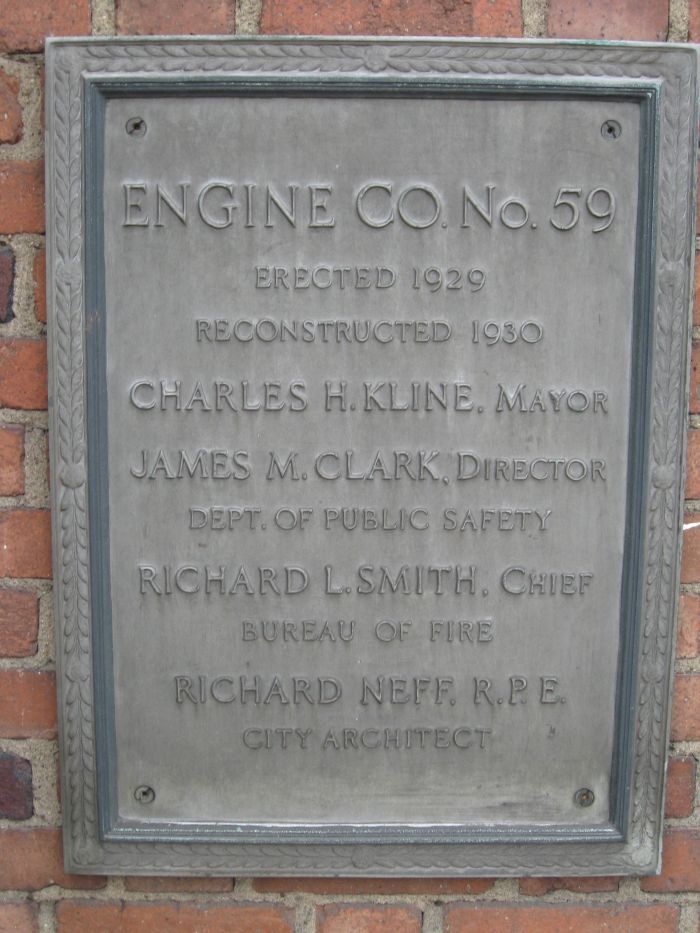 ENGINE CO. No. 59
ERECTED 1929
RECONSTRUCTED 1930
CHARLES H. KLINE, MAYOR
JAMES M. CLARK, DIRECTOR
DEPT. OF PUBLIC SAFETY
RICHARD L. SMITH, CHIEF
BUREAU OF FIRE
RICHARD NEFF, R.P.E.
CITY ARCHITECT